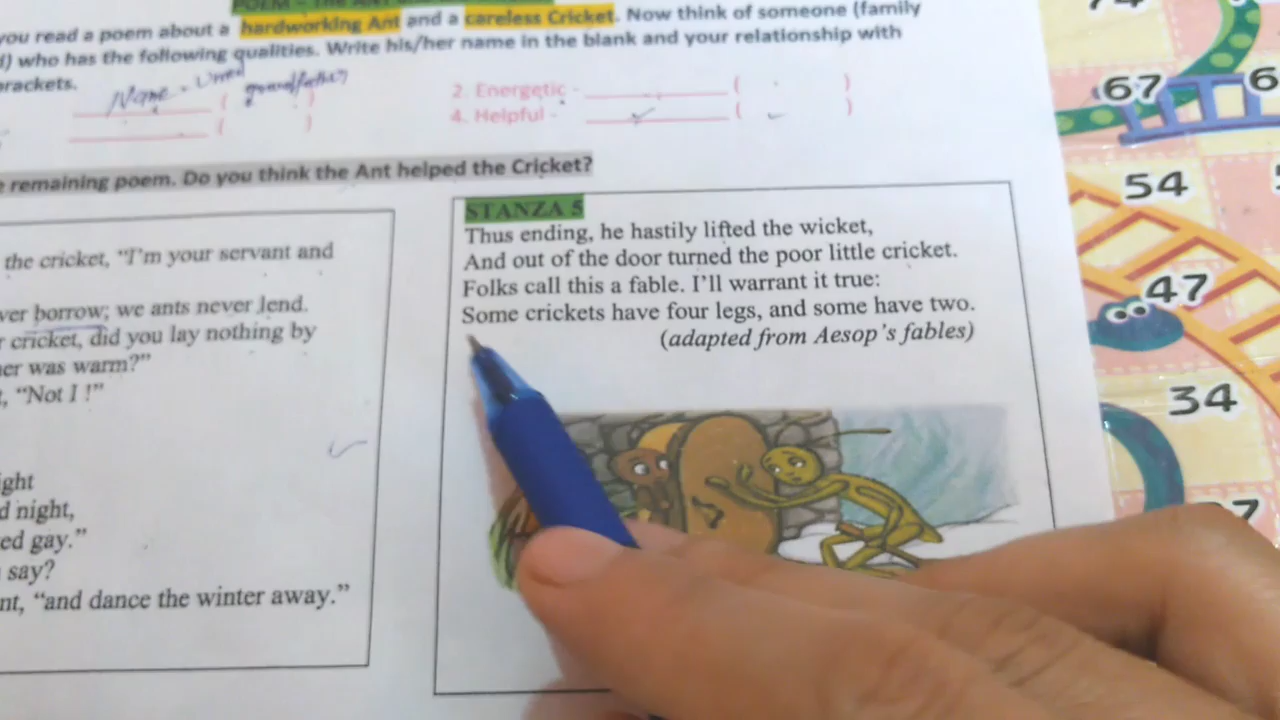 POEM – The Ant
you read a poem about a hardworking Ant and a careless Cricket. Now think of someone (family
) who has the following qualities. Write his/her name in the blank and your relationship with
brackets.
Name - grandfather
( ) 2. Energetic - ( )
( ) 4. Helpful - ( )
remaining poem. Do you think the Ant helped the Cricket?
the cricket, “I’m your servant and
borrow; we ants never lend.
cricket, did you lay nothing by
was warm?”
“Not I !”
night,
gay.”
say?
“and dance the winter away.”
STANZA 5
Thus ending, he hastily lifted the wicket,
And out of the door turned the poor little cricket.
Folks call this a fable. I’ll warrant it true:
Some crickets have four legs, and some have two.
(adapted from Aesop’s fables)
67
6
54
47
34
7